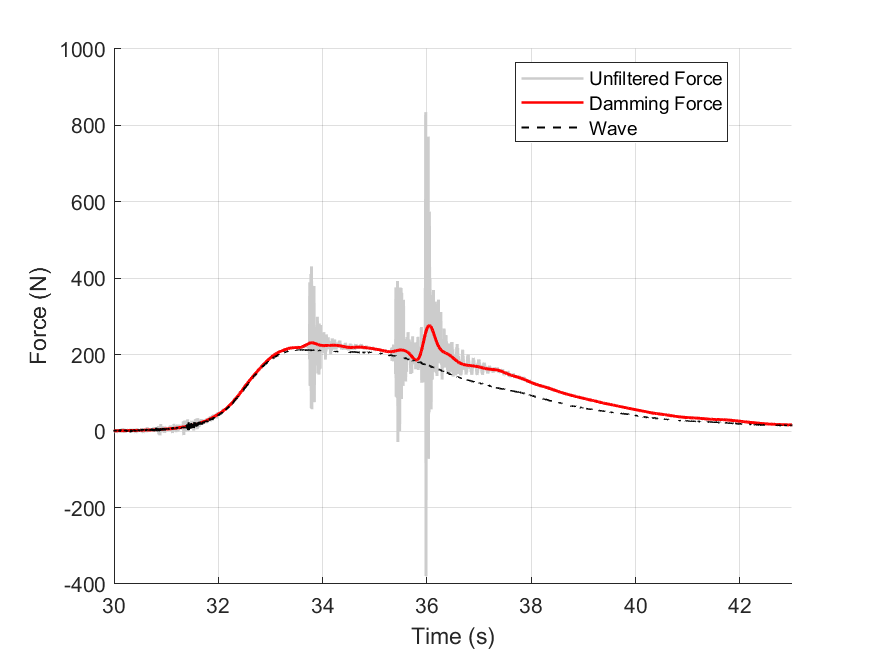 1000
800
600
400
200
0
-200
-400
Force (N)
Unfiltered Force
Damming Force
Wave
30 32 34 36 38 40 42
Time (s)